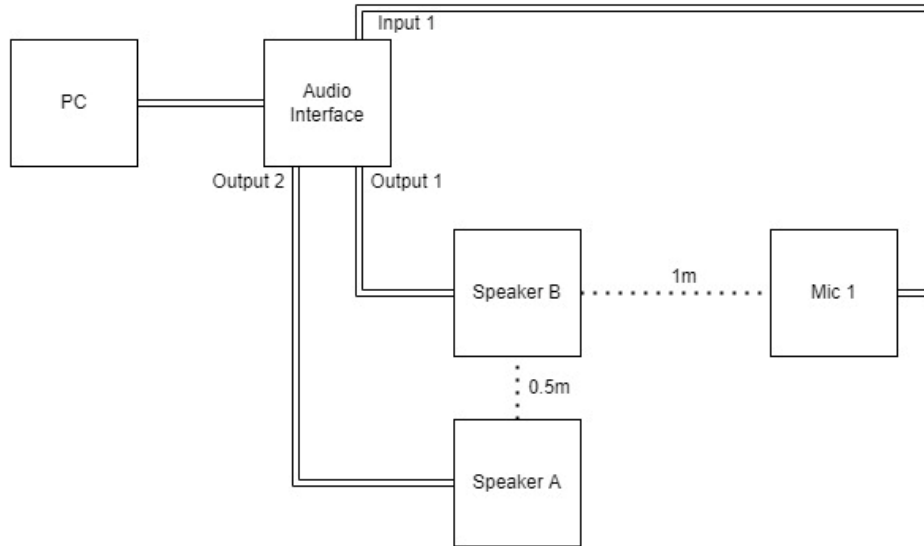 Input 1
PC
Audio
Interface
Output 2
Output 1
Speaker B
1m
Mic 1
0.5m
Speaker A